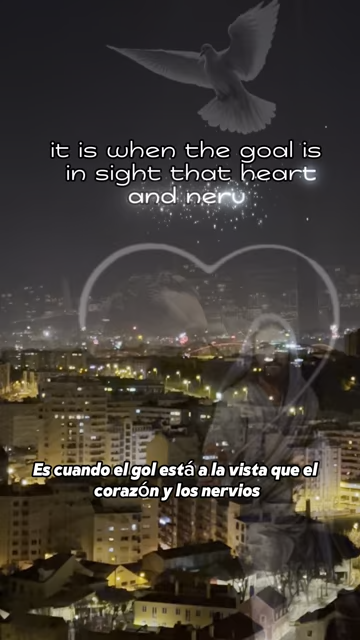 it is when the goal is
in sight that heart
and nerv
Es cuando el gol está a la vista que el
corazón y los nervios